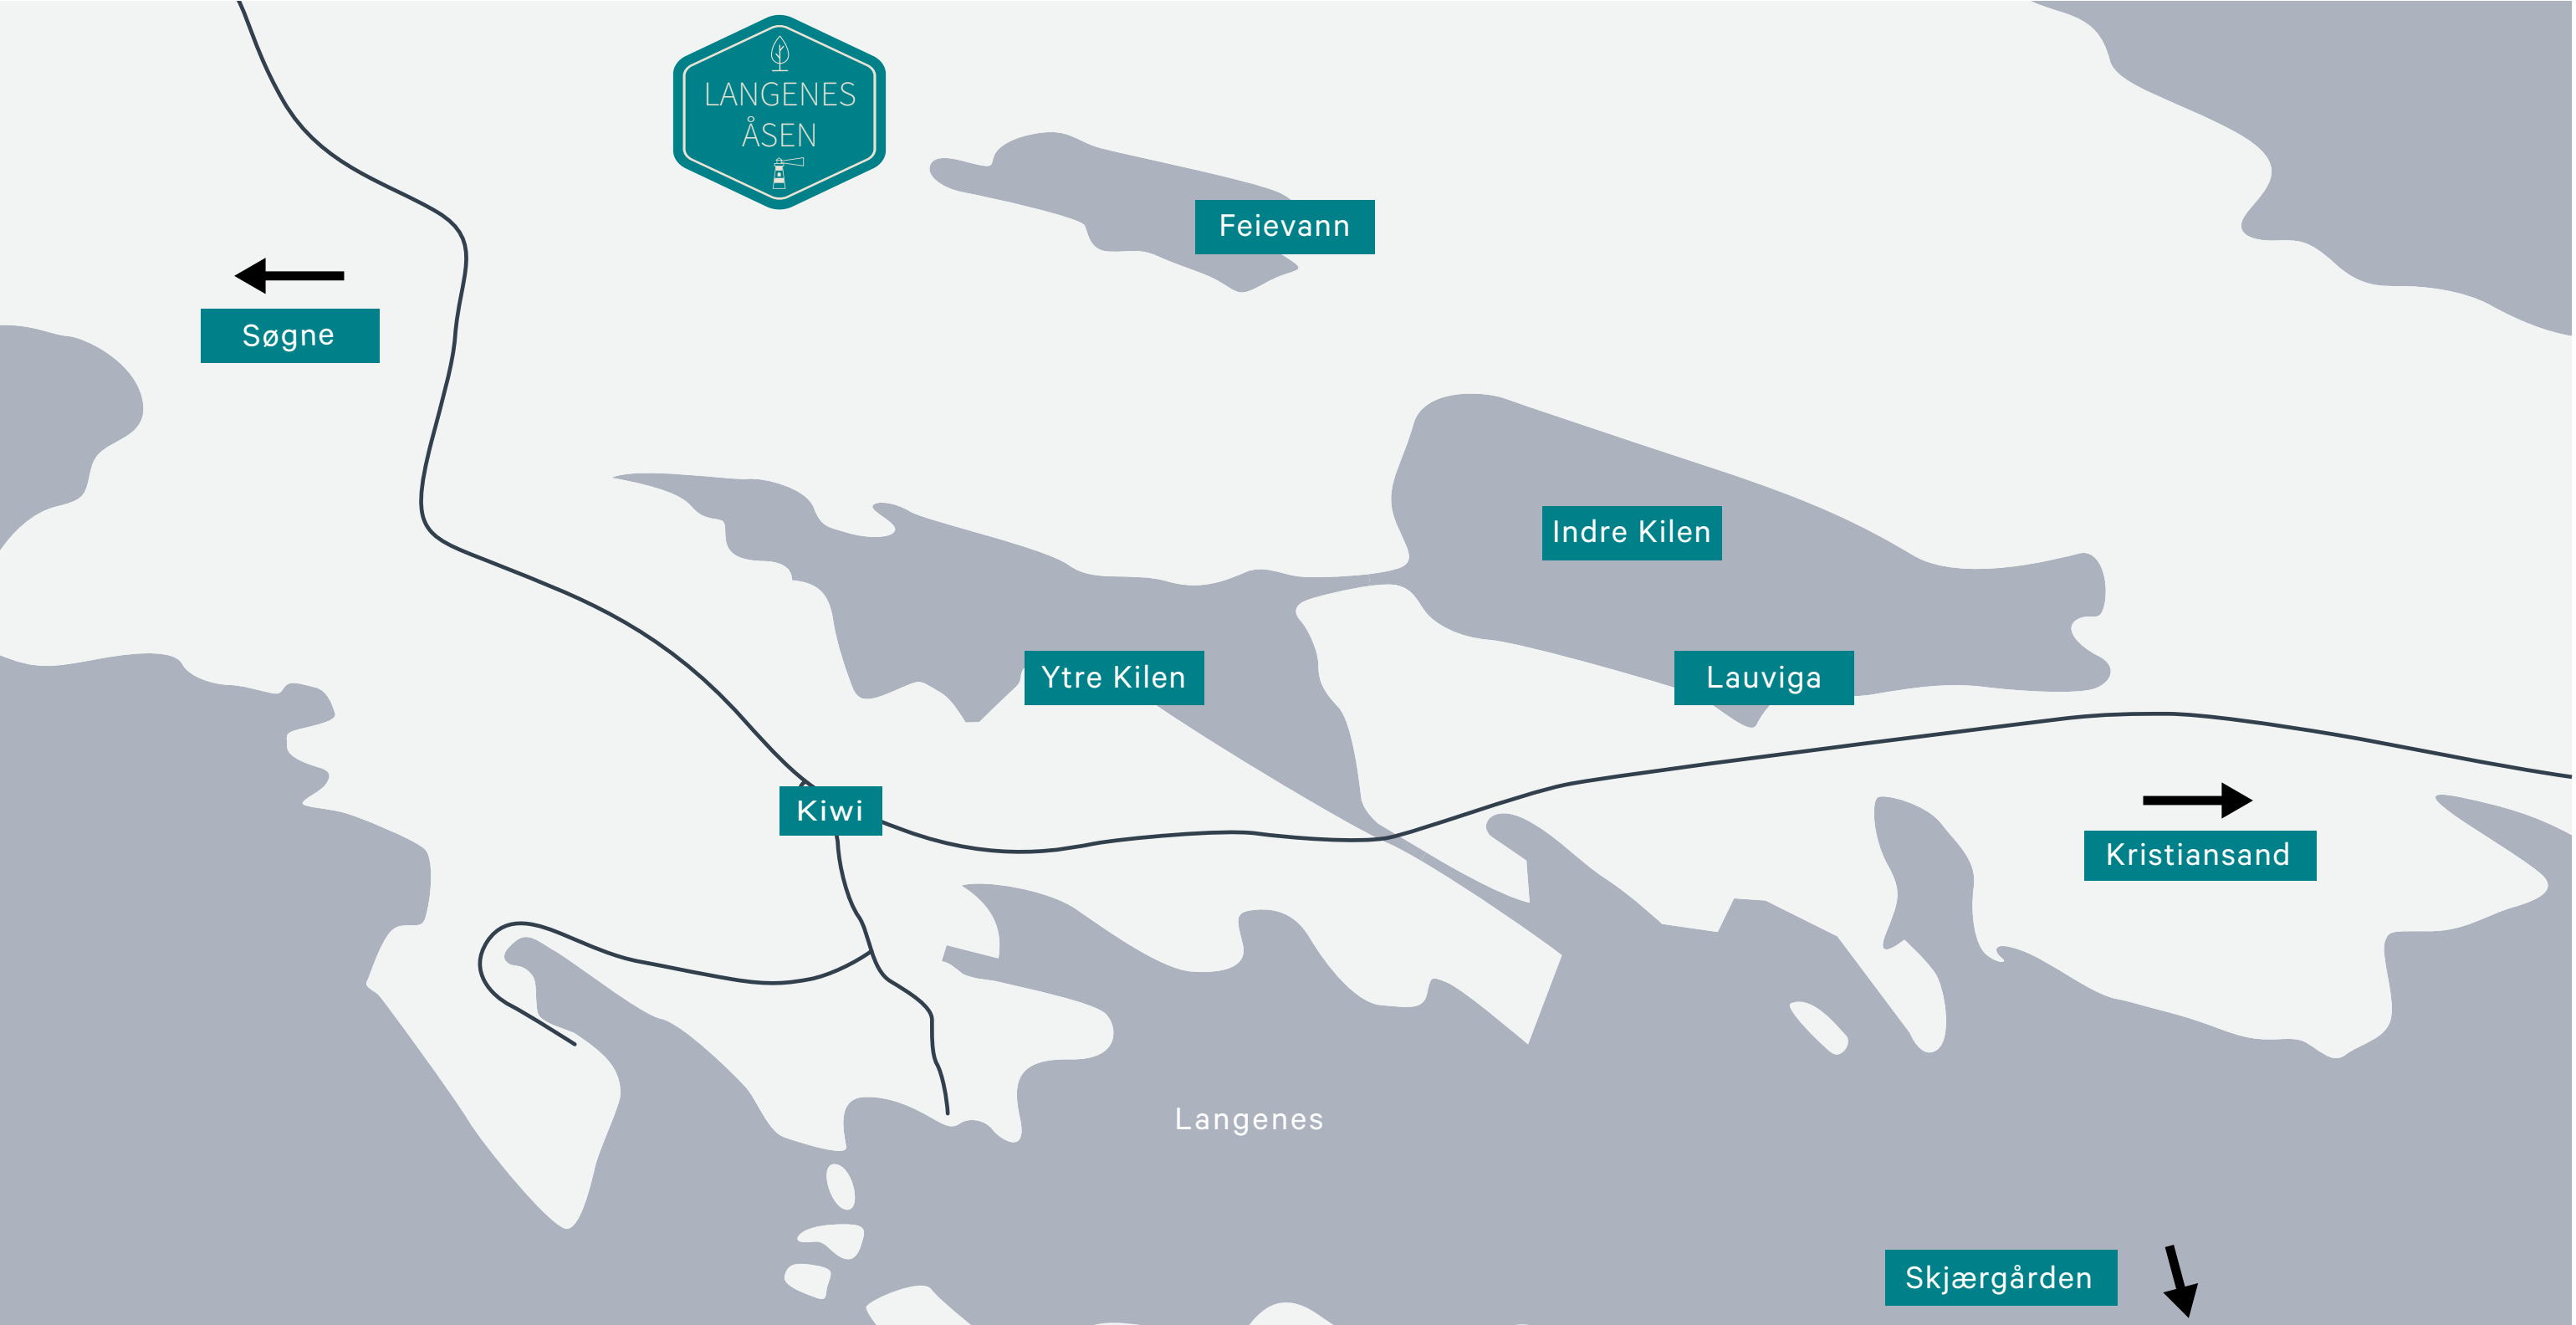 LANGENES
ÅSEN
Feievann
Søgne
Indre Kilen
Ytre Kilen
Lauviga
Kiwi
Kristiansand
Langenes
Skjærgården